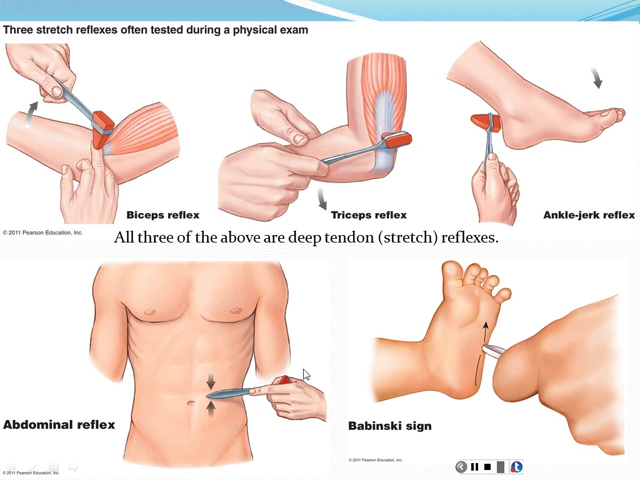 Three stretch reflexes often tested during a physical exam
Biceps reflex
Triceps reflex
Ankle-jerk reflex
© 2011 Pearson Education, Inc.
All three of the above are deep tendon (stretch) reflexes.
Abdominal reflex
Babinski sign
© 2011 Pearson Education, Inc.
© 2011 Pearson Education, Inc.